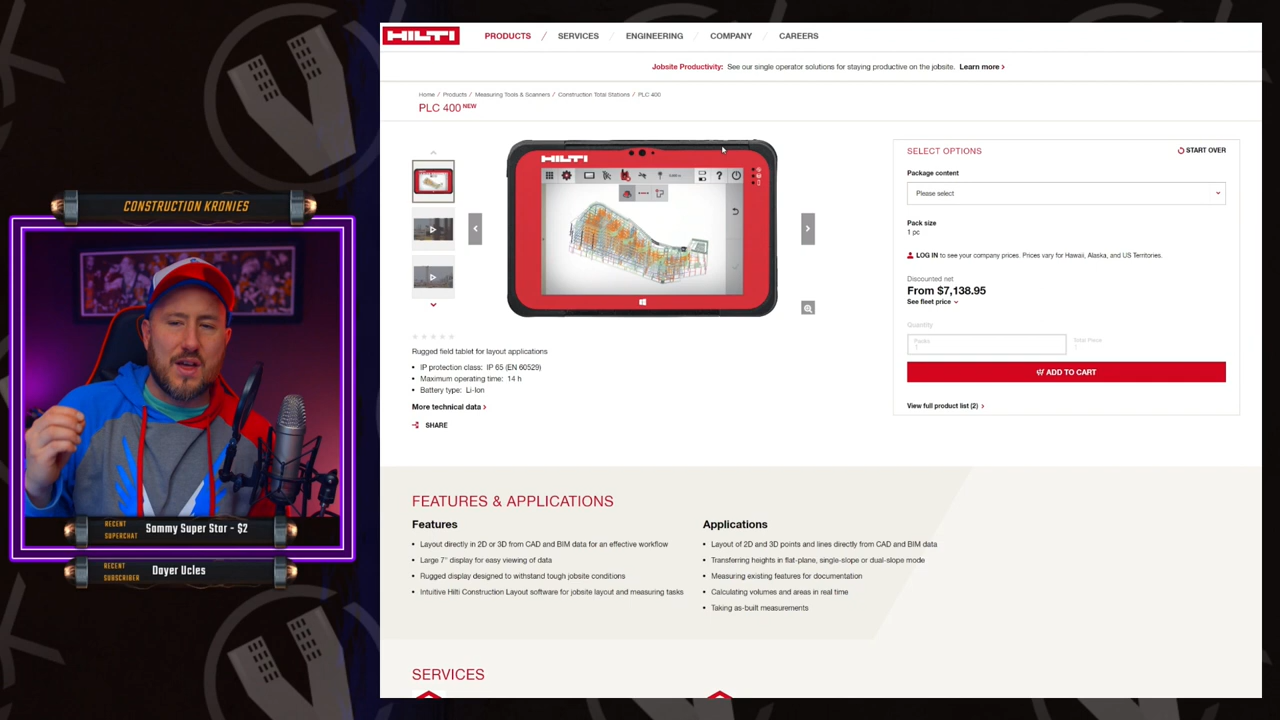 HILTI
PRODUCTS / SERVICES / ENGINEERING / COMPANY / CAREERS
Jobsite Productivity: See our single operator solutions for staying productive on the jobsite. Learn more
Home / Products / Measuring Tools & Scanners / Construction Total Stations / PLC 400
PLC 400 NEW
HILTI
SELECT OPTIONS
START OVER
Package content
Please select
Pack size
1 pc
LOG IN to see your company prices. Prices vary for Hawaii, Alaska, and US Territories.
Discounted net
From $7,138.95
See fleet price
Quantity
Packs
1
Total Piece
1
ADD TO CART
View full product list (2)
Rugged field tablet for layout applications
• IP protection class: IP 65 (EN 60529)
• Maximum operating time: 14 h
• Battery type: Li-Ion
More technical data
SHARE
FEATURES & APPLICATIONS
Features
• Layout directly in 2D or 3D from CAD and BIM data for an effective workflow
• Large 7" display for easy viewing of data
• Rugged display designed to withstand tough jobsite conditions
• Intuitive Hilti Construction Layout software for jobsite layout and measuring tasks
Applications
• Layout of 2D and 3D points and lines directly from CAD and BIM data
• Transferring heights in flat-plane, single-slope or dual-slope mode
• Measuring existing features for documentation
• Calculating volumes and areas in real time
• Taking as-built measurements
SERVICES
CONSTRUCTION KRONIES
RECENT SUPERCHAT
Sammy Super Star - $2
RECENT SUBSCRIBER
Dayer Ucles